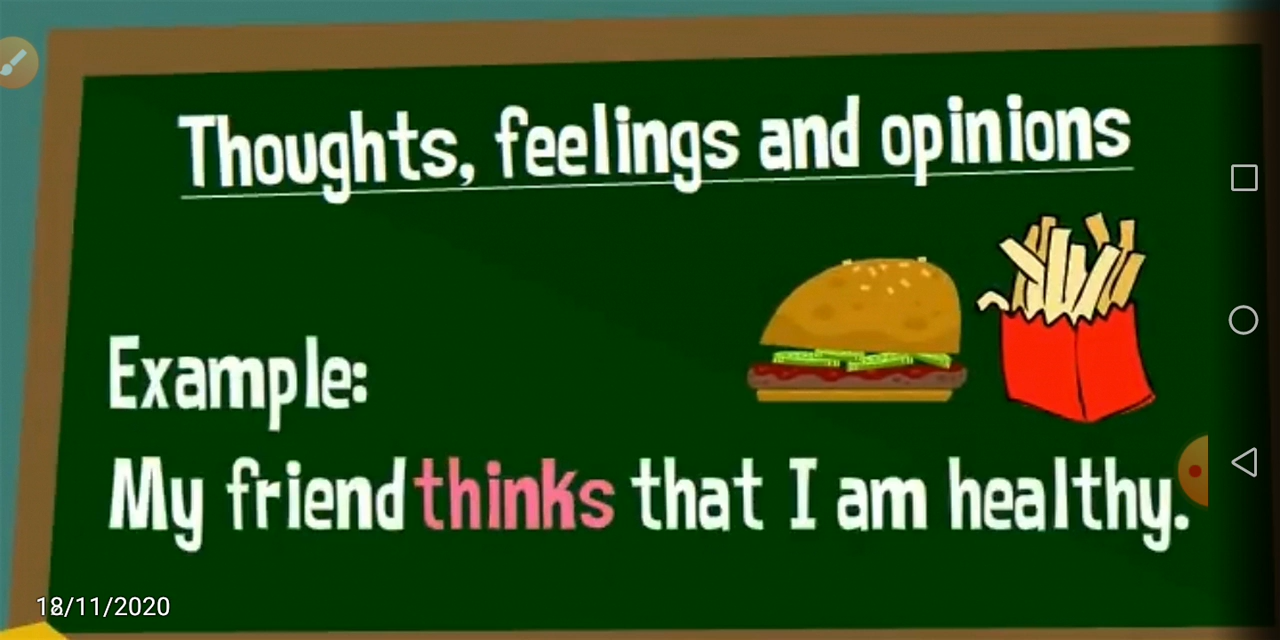 Thoughts, feelings and opinions
Example:
My friend thinks that I am healthy.
18/11/2020